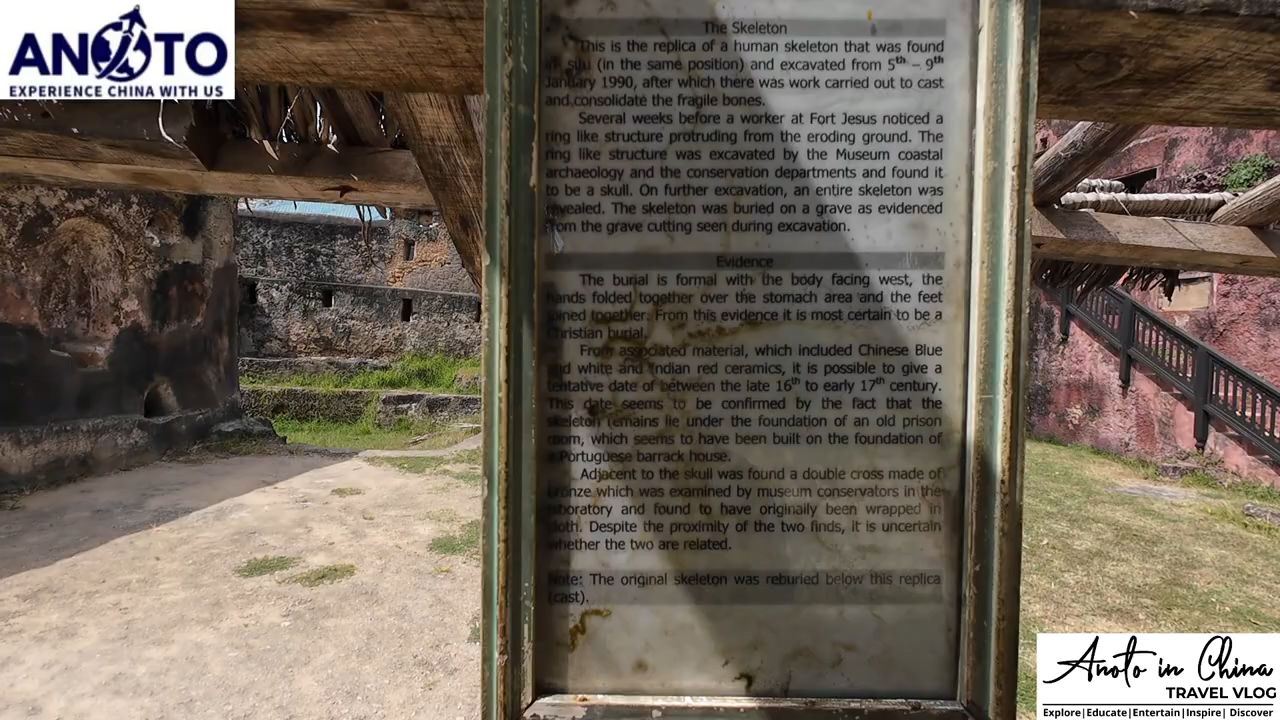 ANOTO
EXPERIENCE CHINA WITH US
The Skeleton
This is the replica of a human skeleton that was found
in situ (in the same position) and excavated from 5th – 9th
January 1990, after which there was work carried out to cast
and consolidate the fragile bones.
Several weeks before a worker at Fort Jesus noticed a
ring like structure protruding from the eroding ground. The
ring like structure was excavated by the Museum coastal
archaeology and the conservation departments and found it
to be a skull. On further excavation, an entire skeleton was
revealed. The skeleton was buried on a grave as evidenced
from the grave cutting seen during excavation.
Evidence
The burial is formal with the body facing west, the
hands folded together over the stomach area and the feet
joined together. From this evidence it is most certain to be a
Christian burial.
From associated material, which included Chinese Blue
and white and Indian red ceramics, it is possible to give a
tentative date of between the late 16th to early 17th century.
This date seems to be confirmed by the fact that the
skeleton remains lie under the foundation of an old prison
room, which seems to have been built on the foundation of
a Portuguese barrack house.
Adjacent to the skull was found a double cross made of
bronze which was examined by museum conservators in the
laboratory and found to have originally been wrapped in
cloth. Despite the proximity of the two finds, it is uncertain
whether the two are related.
Note: The original skeleton was reburied below this replica
(cast).
Anoto in China
TRAVEL VLOG
Explore|Educate|Entertain|Inspire| Discover